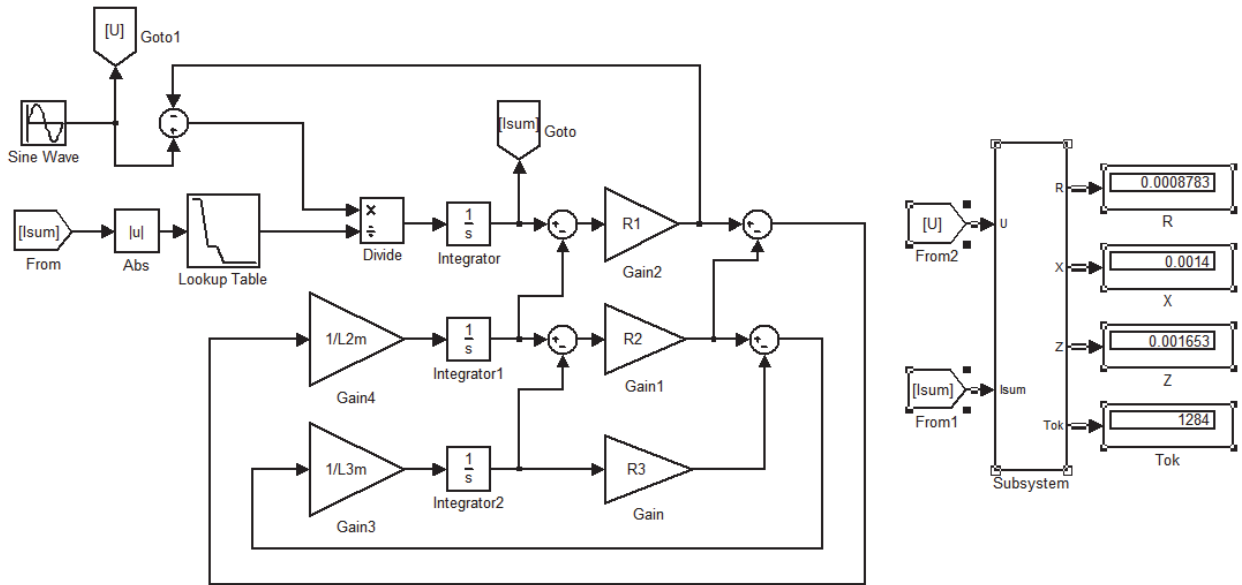 [U]
Goto1
Sine Wave
[Isum]
Goto
[Isum]
From
|u|
Abs
Lookup Table
×
÷
Divide
1
s
Integrator
R1
Gain2
1/L2m
Gain4
1
s
Integrator1
R2
Gain1
1/L3m
Gain3
1
s
Integrator2
R3
Gain
[U]
From2
[Isum]
From1
U
Isum
R
X
Z
Tok
Subsystem
0.0008783
R
0.0014
X
0.001653
Z
1284
Tok